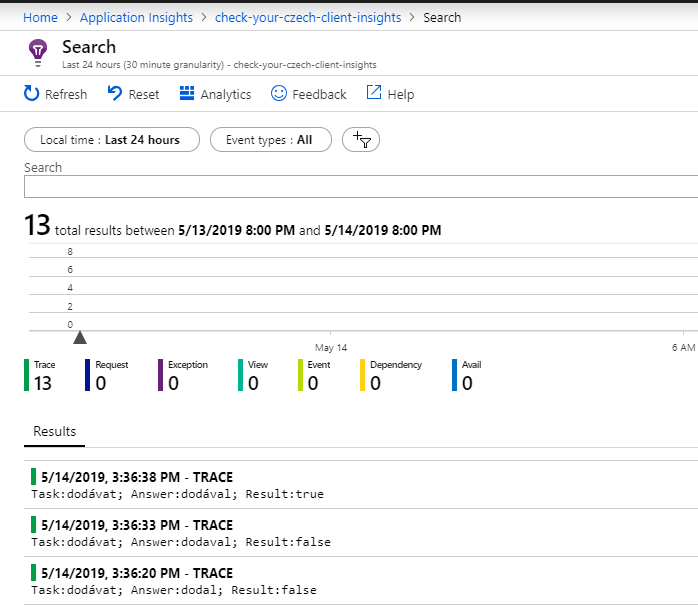 Home > Application Insights > check-your-czech-client-insights > Search
Search
Last 24 hours (30 minute granularity) - check-your-czech-client-insights
Refresh Reset Analytics Feedback Help
Local time : Last 24 hours Event types : All
Search
13 total results between 5/13/2019 8:00 PM and 5/14/2019 8:00 PM
8
6
4
2
0
May 14 6 AM
Trace Request Exception View Event Dependency Avail
13 0 0 0 0 0 0
Results
5/14/2019, 3:36:38 PM - TRACE
Task:dodávat; Answer:dodával; Result:true
5/14/2019, 3:36:33 PM - TRACE
Task:dodávat; Answer:dodaval; Result:false
5/14/2019, 3:36:20 PM - TRACE
Task:dodávat; Answer:dodal; Result:false